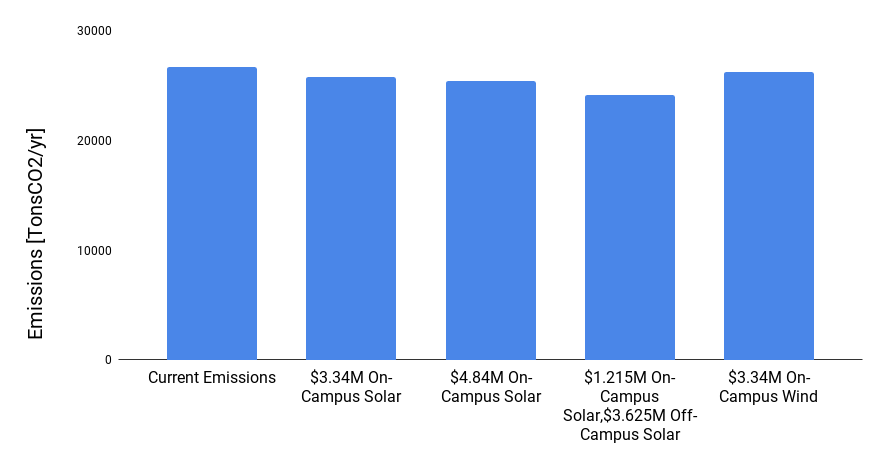 30000
20000
10000
0
Emissions [TonsCO2/yr]
Current Emissions
$3.34M On-
Campus Solar
$4.84M On-
Campus Solar
$1.215M On-
Campus
Solar,$3.625M Off-
Campus Solar
$3.34M On-
Campus Wind